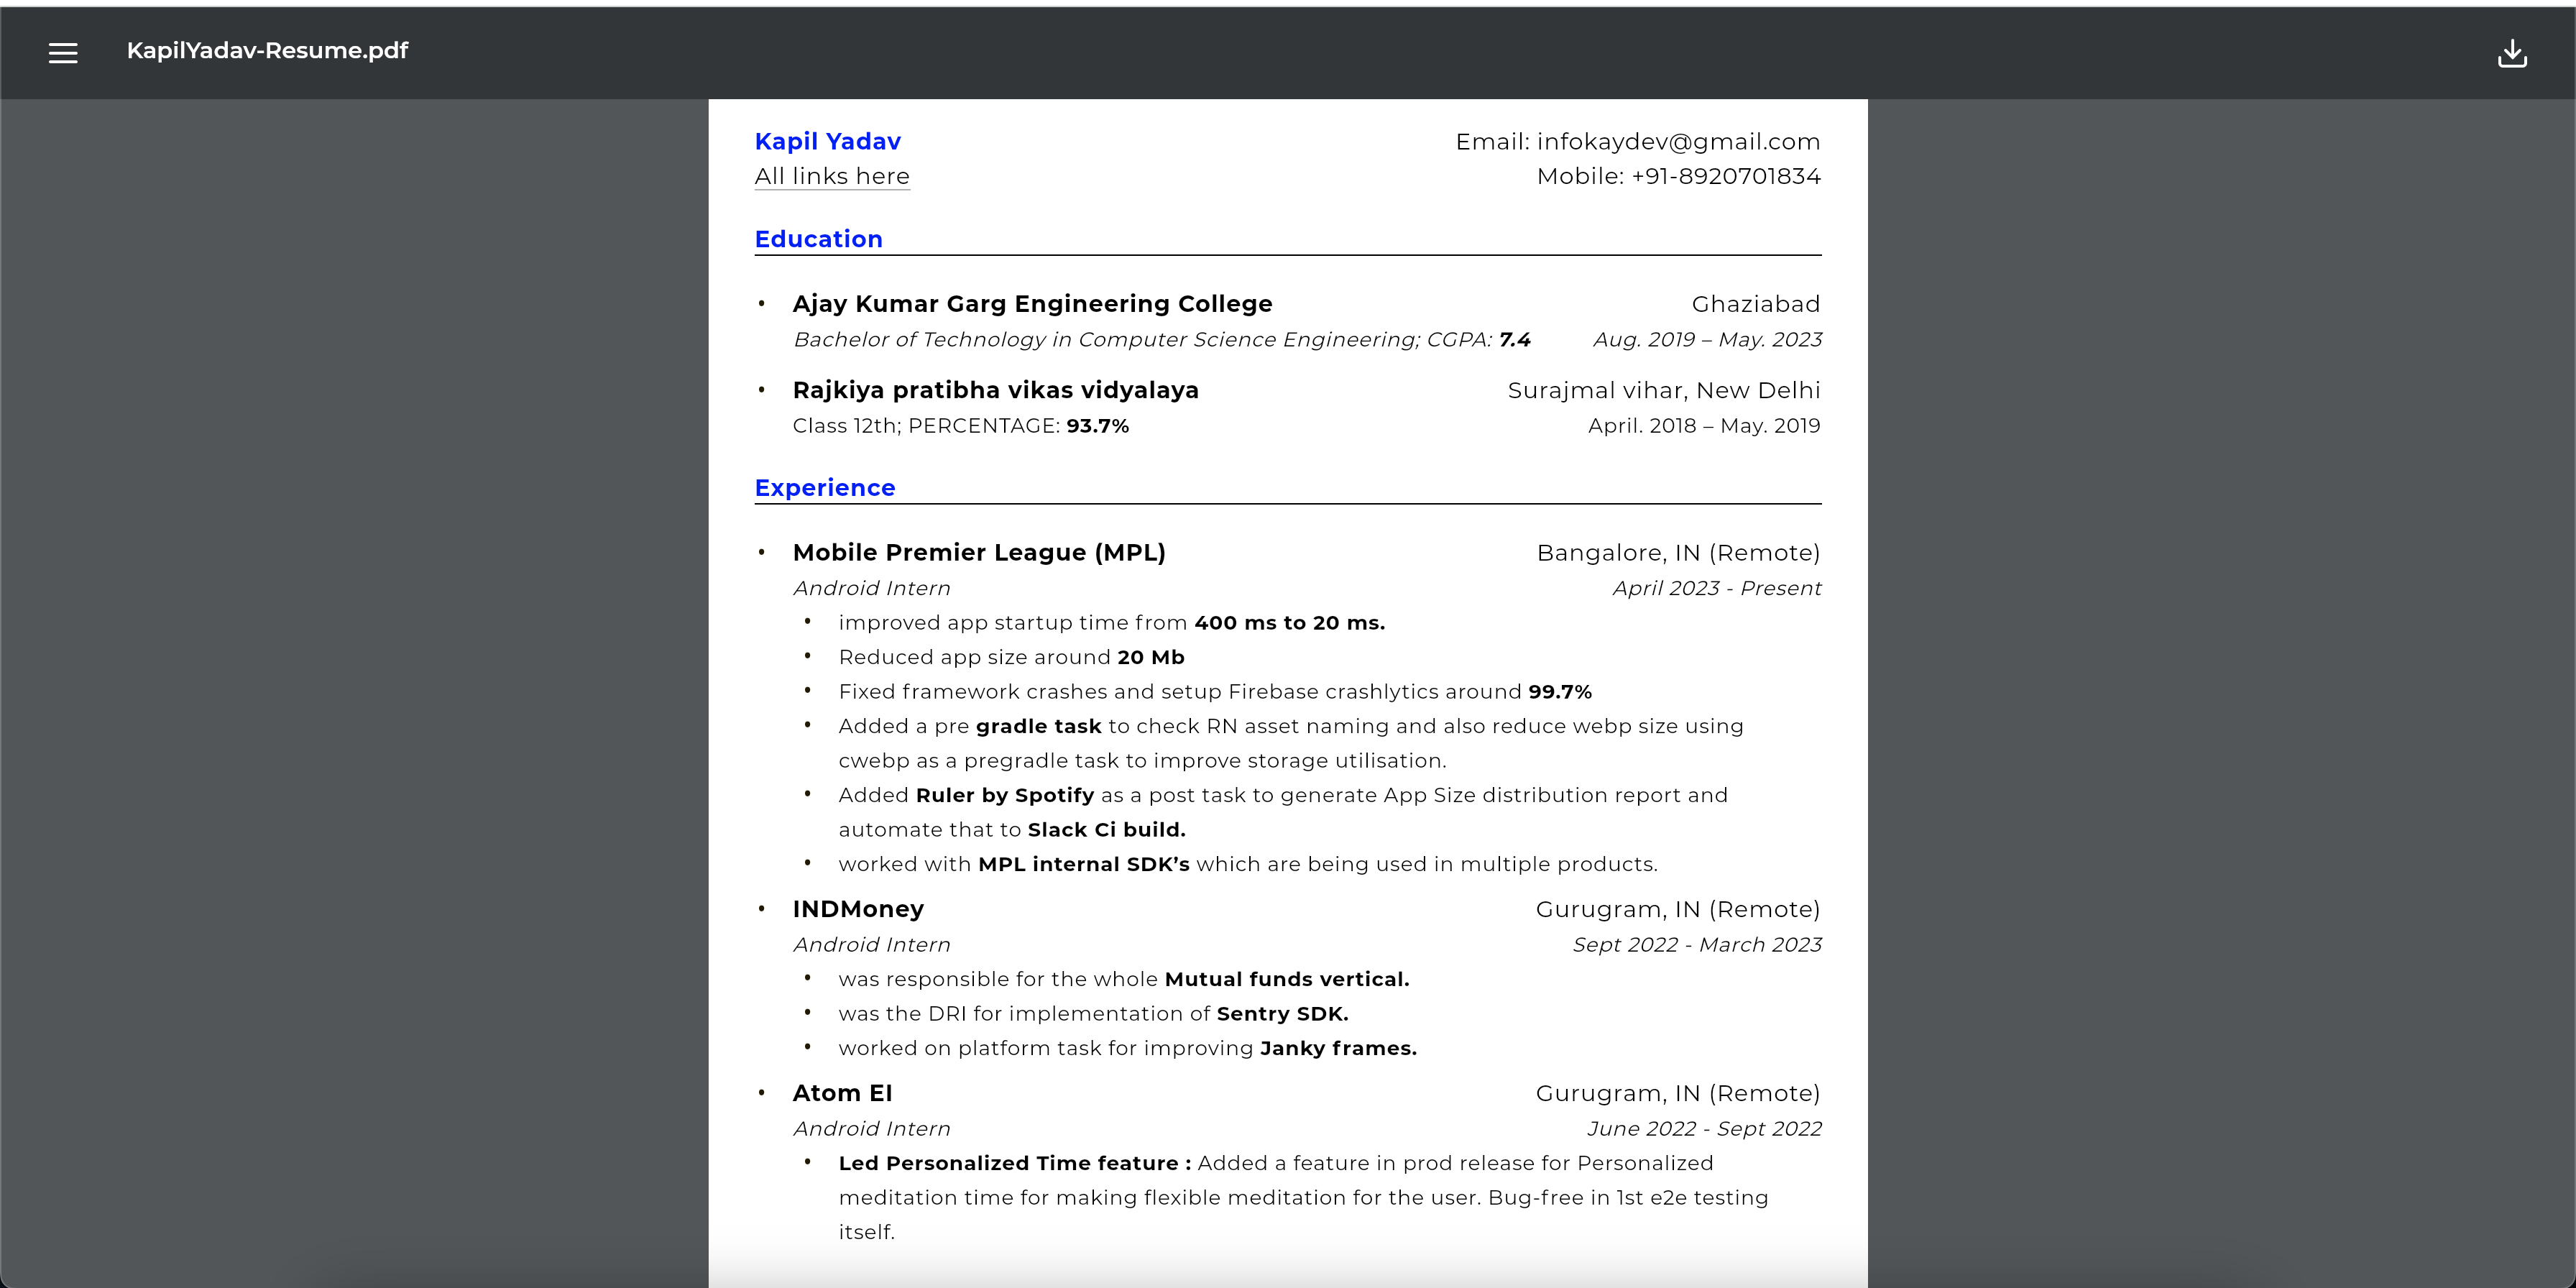 KapilYadav-Resume.pdf
Kapil Yadav Email: infokaydev@gmail.com
All links here Mobile: +91-8920701834
Education
• Ajay Kumar Garg Engineering College Ghaziabad
Bachelor of Technology in Computer Science Engineering; CGPA: 7.4 Aug. 2019 – May. 2023
• Rajkiya pratibha vikas vidyalaya Surajmal vihar, New Delhi
Class 12th; PERCENTAGE: 93.7% April. 2018 – May. 2019
Experience
• Mobile Premier League (MPL) Bangalore, IN (Remote)
Android Intern April 2023 - Present
• improved app startup time from 400 ms to 20 ms.
• Reduced app size around 20 Mb
• Fixed framework crashes and setup Firebase crashlytics around 99.7%
• Added a pre gradle task to check RN asset naming and also reduce webp size using
cwebp as a pregradle task to improve storage utilisation.
• Added Ruler by Spotify as a post task to generate App Size distribution report and
automate that to Slack Ci build.
• worked with MPL internal SDK’s which are being used in multiple products.
• INDMoney Gurugram, IN (Remote)
Android Intern Sept 2022 - March 2023
• was responsible for the whole Mutual funds vertical.
• was the DRI for implementation of Sentry SDK.
• worked on platform task for improving Janky frames.
• Atom EI Gurugram, IN (Remote)
Android Intern June 2022 - Sept 2022
• Led Personalized Time feature : Added a feature in prod release for Personalized
meditation time for making flexible meditation for the user. Bug-free in 1st e2e testing
itself.